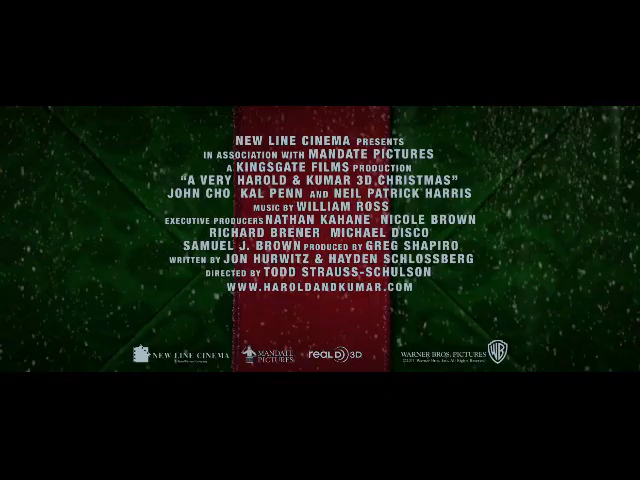 NEW LINE CINEMA PRESENTS
IN ASSOCIATION WITH MANDATE PICTURES
A KINGSGATE FILMS PRODUCTION
"A VERY HAROLD & KUMAR 3D CHRISTMAS"
JOHN CHO KAL PENN AND NEIL PATRICK HARRIS
MUSIC BY WILLIAM ROSS
EXECUTIVE PRODUCERS NATHAN KAHANE NICOLE BROWN
RICHARD BRENER MICHAEL DISCO
SAMUEL J. BROWN PRODUCED BY GREG SHAPIRO
WRITTEN BY JON HURWITZ & HAYDEN SCHLOSSBERG
DIRECTED BY TODD STRAUSS-SCHULSON
WWW.HAROLDANDKUMAR.COM
NEW LINE CINEMA
MANDATE PICTURES
REAL D 3D
WARNER BROS. PICTURES
WB